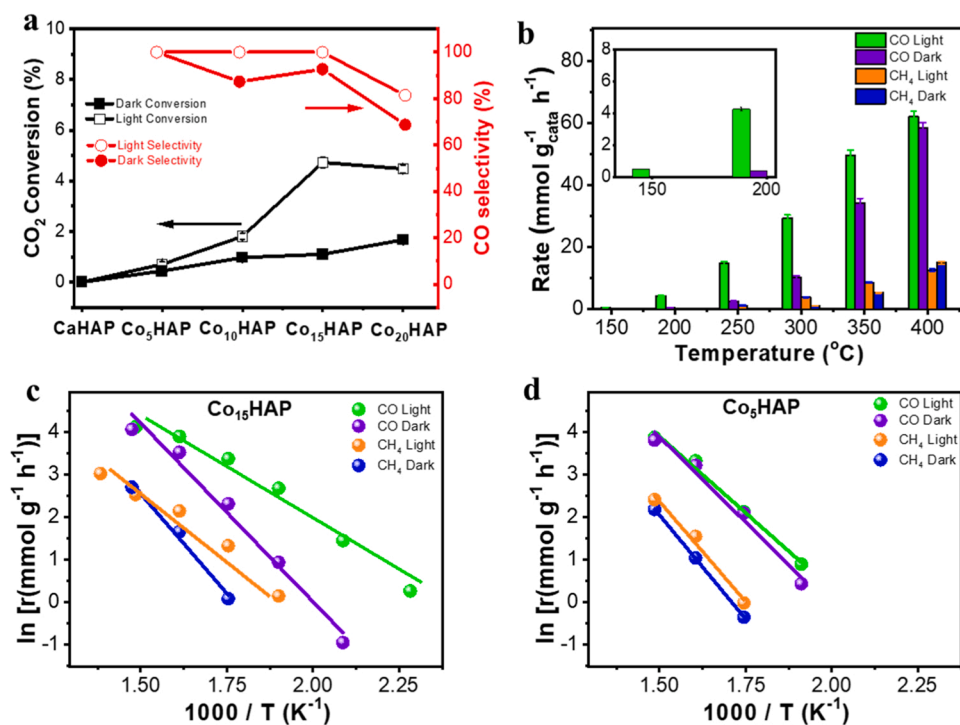 a
CO₂ Conversion (%)
10
8
6
4
2
0
Dark Conversion
Light Conversion
Light Selectivity
Dark Selectivity
100
80
60
40
20
0
CO selectivity (%)
CaHAP Co₅HAP Co₁₀HAP Co₁₅HAP Co₂₀HAP
b
Rate (mmol g⁻¹cata h⁻¹)
80
60
40
20
0
8
6
4
2
0
150 200
CO Light
CO Dark
CH₄ Light
CH₄ Dark
150 200 250 300 350 400
Temperature (°C)
c
Co₁₅HAP
ln [r(mmol g⁻¹ h⁻¹)]
5
4
3
2
1
0
-1
CO Light
CO Dark
CH₄ Light
CH₄ Dark
1.50 1.75 2.00 2.25
1000 / T (K⁻¹)
d
Co₅HAP
ln [r(mmol g⁻¹ h⁻¹)]
5
4
3
2
1
0
-1
CO Light
CO Dark
CH₄ Light
CH₄ Dark
1.50 1.75 2.00 2.25
1000 / T (K⁻¹)